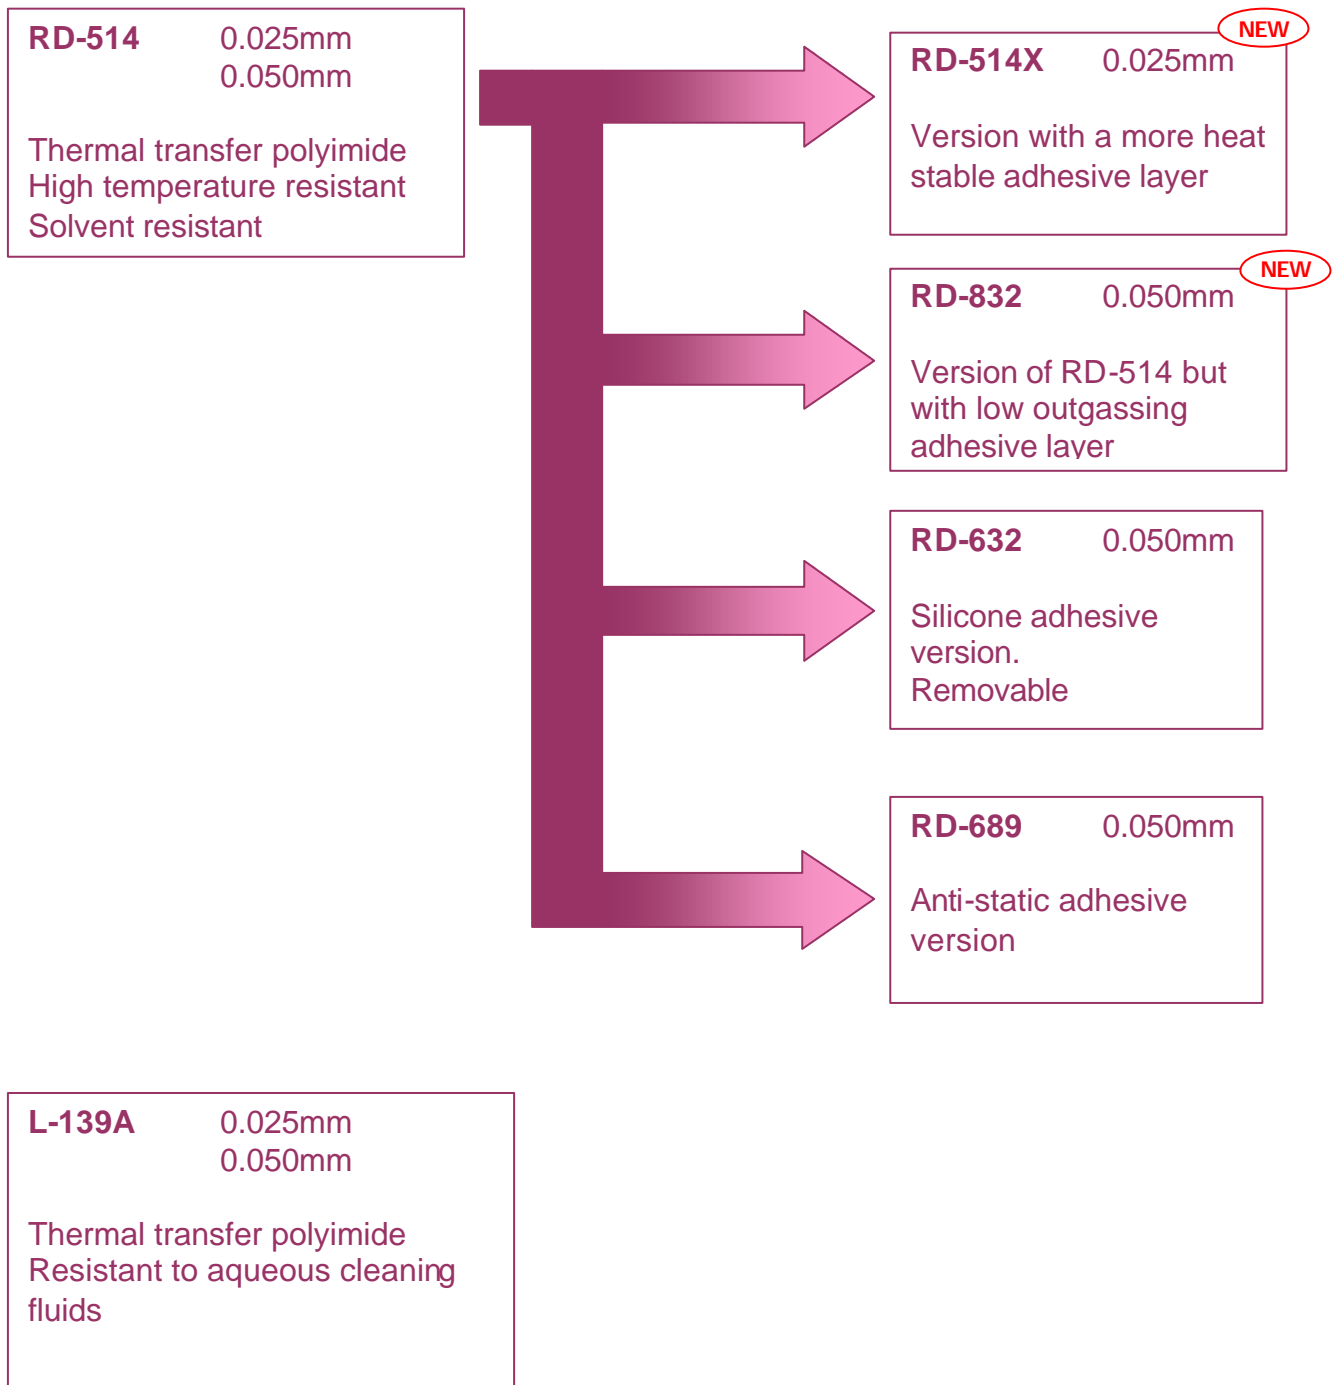 RD-514 0.025mm
0.050mm
Thermal transfer polyimide
High temperature resistant
Solvent resistant
NEW
RD-514X 0.025mm
Version with a more heat
stable adhesive layer
NEW
RD-832 0.050mm
Version of RD-514 but
with low outgassing
adhesive layer
RD-632 0.050mm
Silicone adhesive
version.
Removable
RD-689 0.050mm
Anti-static adhesive
version
L-139A 0.025mm
0.050mm
Thermal transfer polyimide
Resistant to aqueous cleaning
fluids